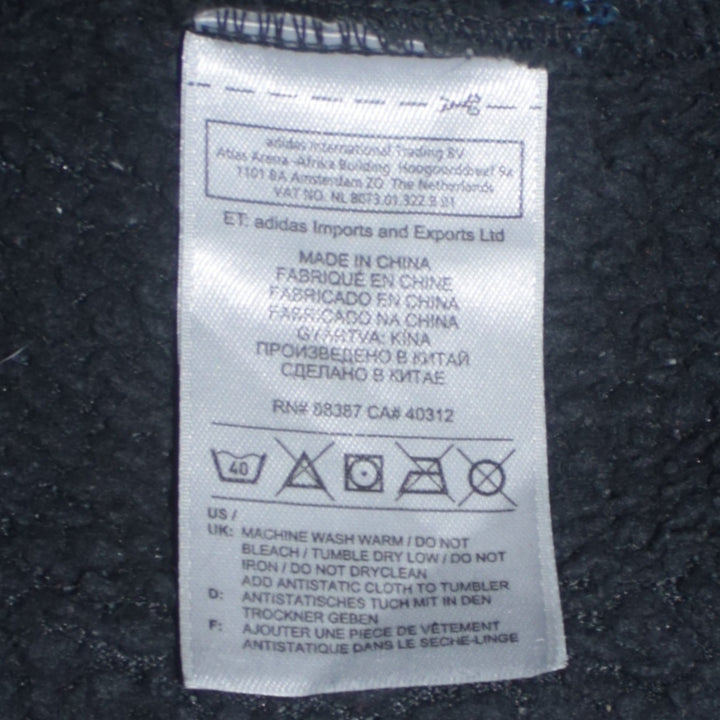 adidas International Trading BV
Atlas Arena -Afrika Building Hoogoorddreef 9a
1101 BA Amsterdam ZO The Netherlands
VAT NO. NL 8073.01.322.B.01
ET: adidas Imports and Exports Ltd
MADE IN CHINA
FABRIQUÉ EN CHINE
FABRICADO EN CHINA
FABRICADO NA CHINA
GYÁRTVA: KÍNA
ПРОИЗВЕДЕНО В КИТАЙ
СДЕЛАНО В КИТАЕ
RN# 88387 CA# 40312
40
US /
UK: MACHINE WASH WARM / DO NOT
BLEACH / TUMBLE DRY LOW / DO NOT
IRON / DO NOT DRYCLEAN
ADD ANTISTATIC CLOTH TO TUMBLER
D: ANTISTATISCHES TUCH MIT IN DEN
TROCKNER GEBEN
F: AJOUTER UNE PIECE DE VÊTEMENT
ANTISTATIQUE DANS LE SECHE-LINGE